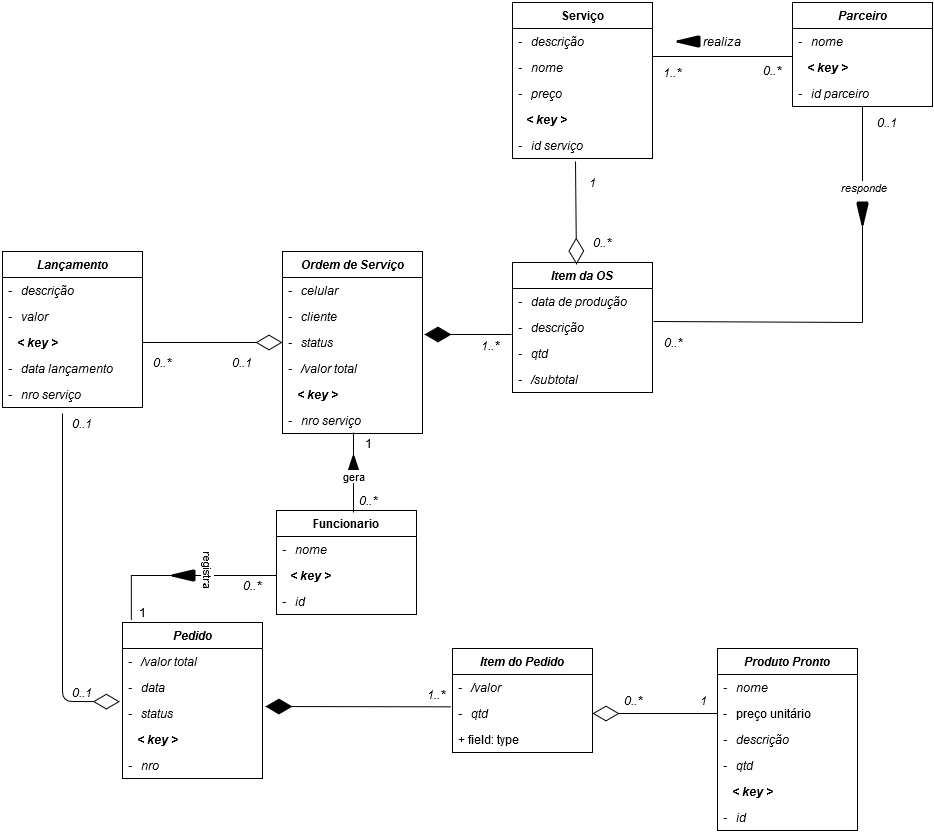 Serviço
- descrição
- nome
- preço
< key >
- id serviço
realiza
1..*
0..*
Parceiro
- nome
< key >
- id parceiro
0..1
responde
0..*
1
0..*
Lançamento
- descrição
- valor
< key >
- data lançamento
- nro serviço
0..*
0..1
Ordem de Serviço
- celular
- cliente
- status
- /valor total
< key >
- nro serviço
1..*
Item da OS
- data de produção
- descrição
- qtd
- /subtotal
0..1
1
gera
0..*
Funcionario
- nome
< key >
- id
registra
0..*
1
0..1
Pedido
- /valor total
- data
- status
< key >
- nro
1..*
Item do Pedido
- /valor
- qtd
+ field: type
0..*
1
Produto Pronto
- nome
- preço unitário
- descrição
- qtd
< key >
- id